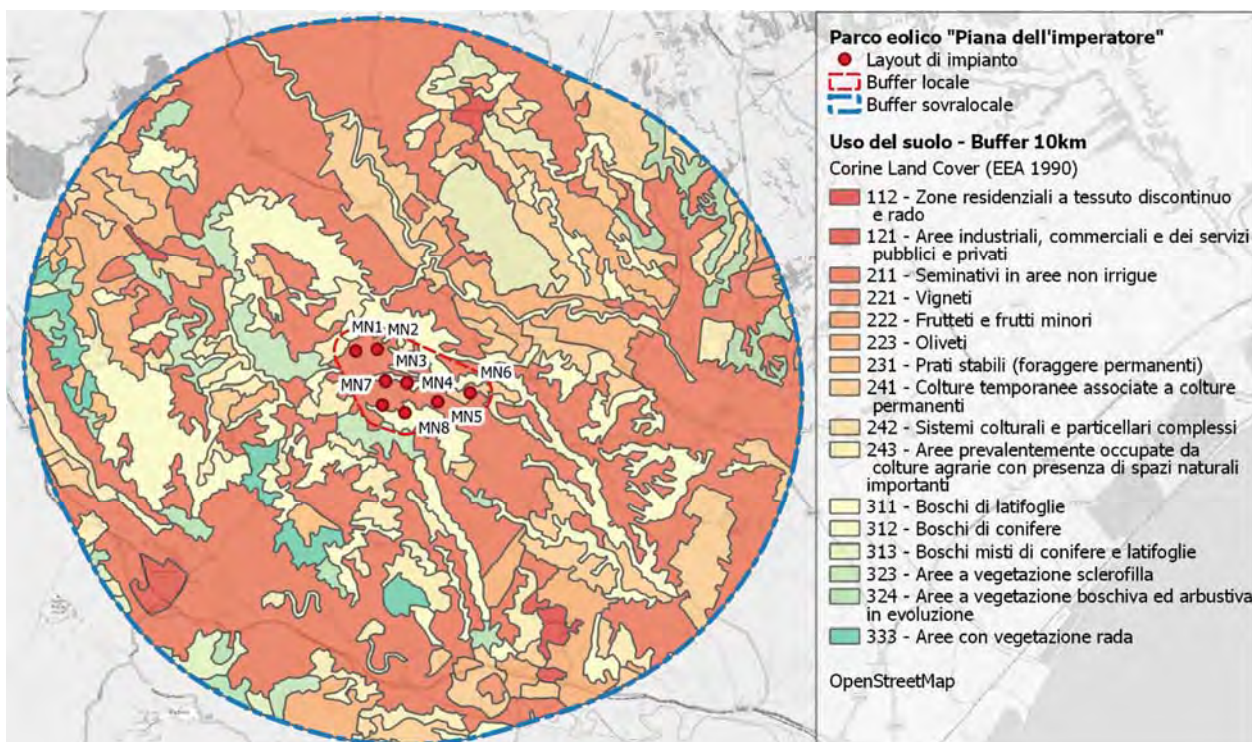 Parco eolico "Piana dell'imperatore"
Layout di impianto
Buffer locale
Buffer sovralocale
Uso del suolo - Buffer 10km
Corine Land Cover (EEA 1990)
112 - Zone residenziali a tessuto discontinuo
e rado
121 - Aree industriali, commerciali e dei servizi
pubblici e privati
211 - Seminativi in aree non irrigue
221 - Vigneti
222 - Frutteti e frutti minori
223 - Oliveti
231 - Prati stabili (foraggere permanenti)
241 - Colture temporanee associate a colture
permanenti
242 - Sistemi colturali e particellari complessi
243 - Aree prevalentemente occupate da
colture agrarie con presenza di spazi naturali
importanti
311 - Boschi di latifoglie
312 - Boschi di conifere
313 - Boschi misti di conifere e latifoglie
323 - Aree a vegetazione sclerofilla
324 - Aree a vegetazione boschiva ed arbustiva
in evoluzione
333 - Aree con vegetazione rada
OpenStreetMap
MN1
MN2
MN3
MN6
MN7
MN4
MN5
MN8